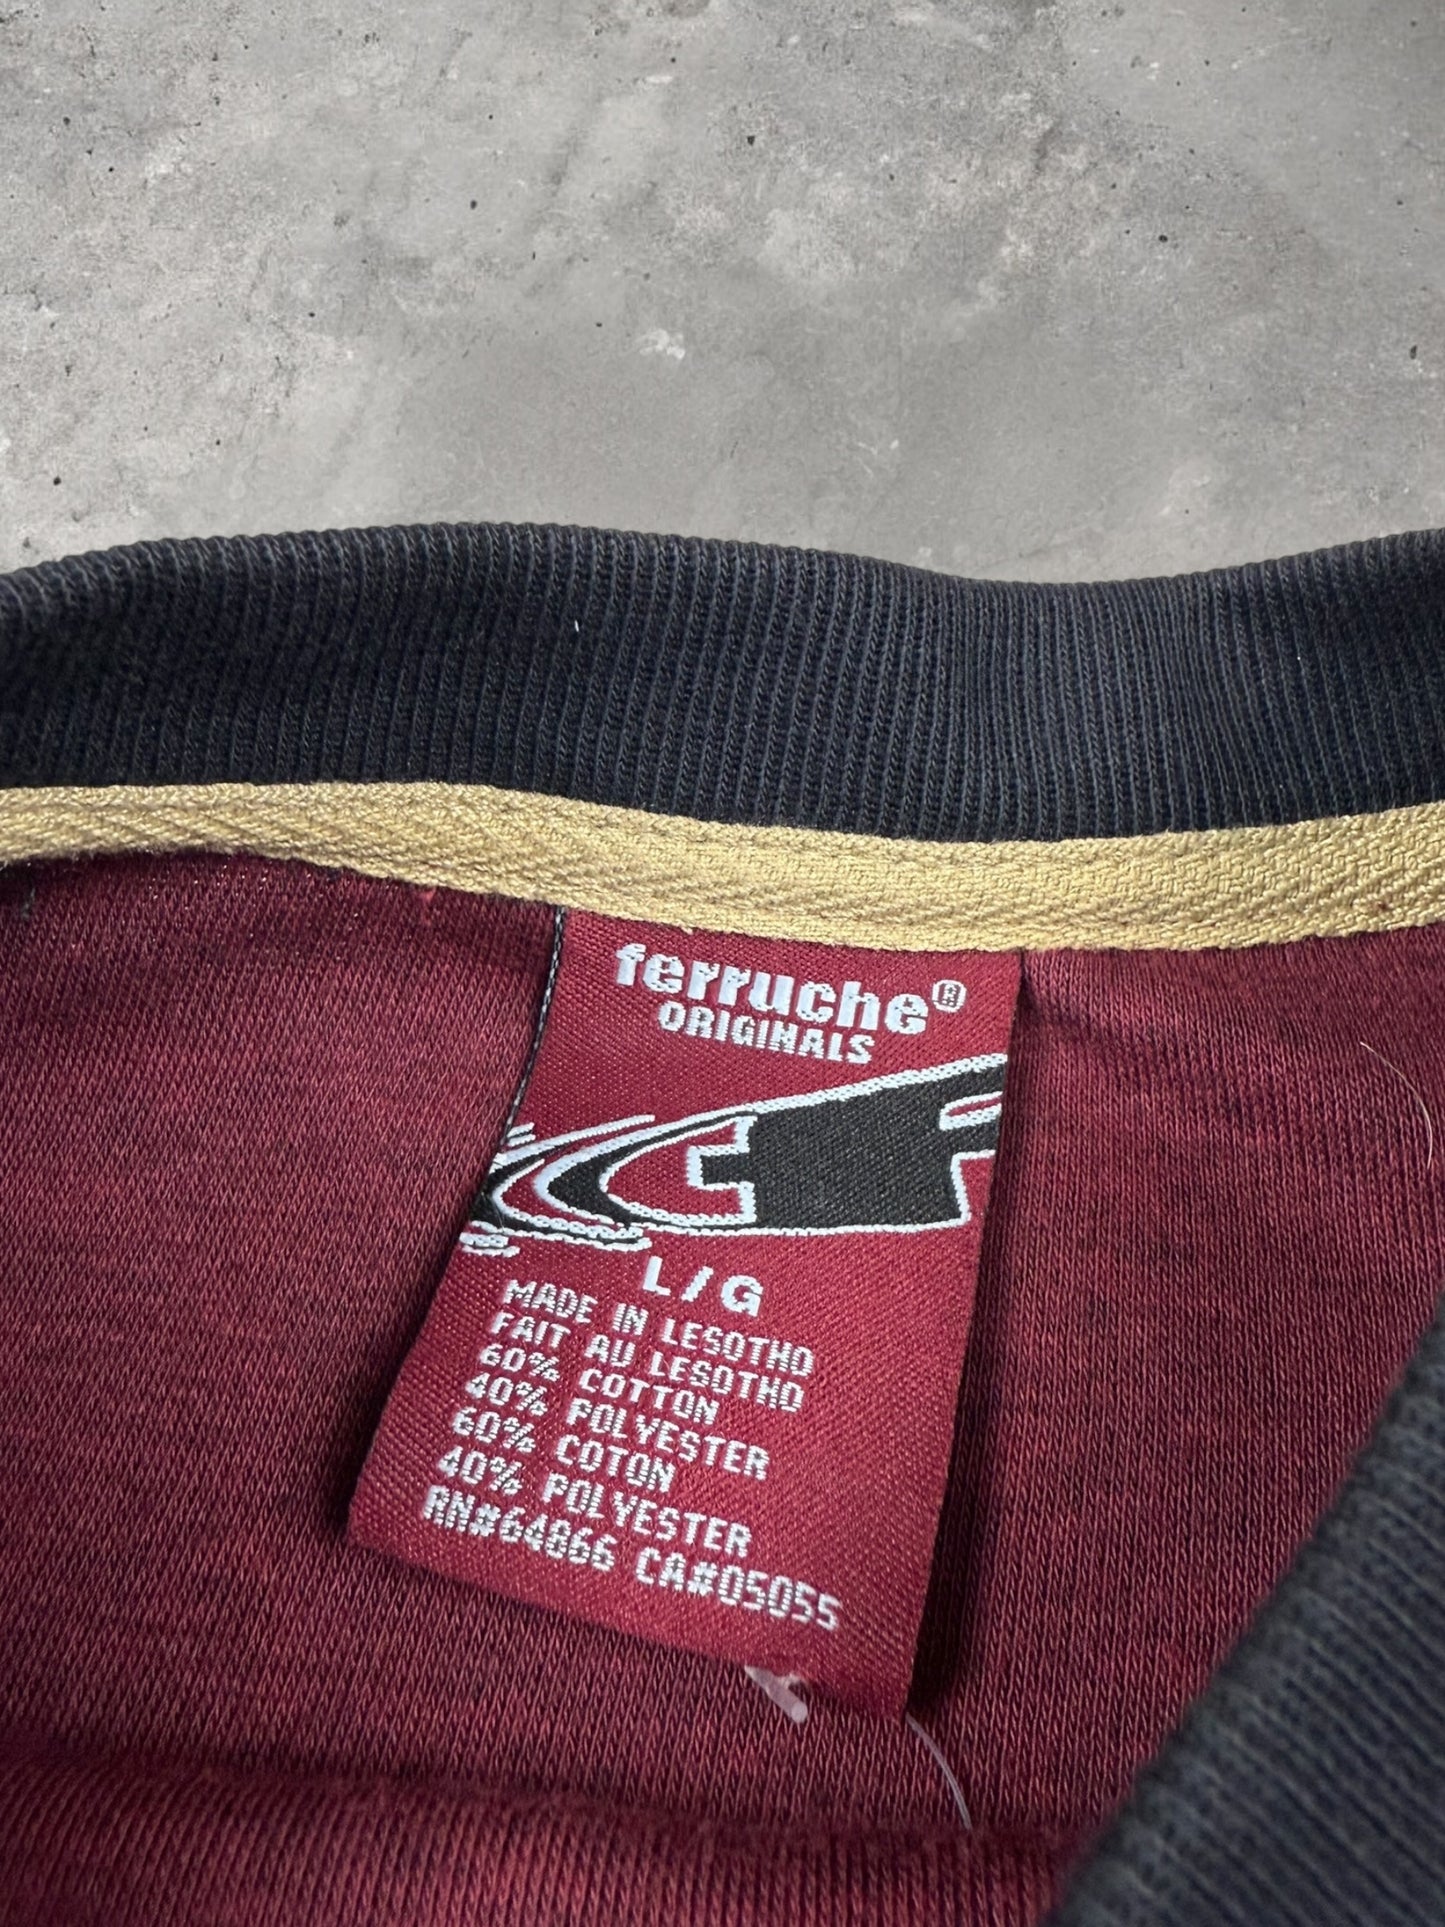 ferruche®
ORIGINALS
L/G
MADE IN LESOTHO
FAIT AU LESOTHO
60% COTTON
40% POLYESTER
60% COTON
40% POLYESTER
RN#64866 CA#05055